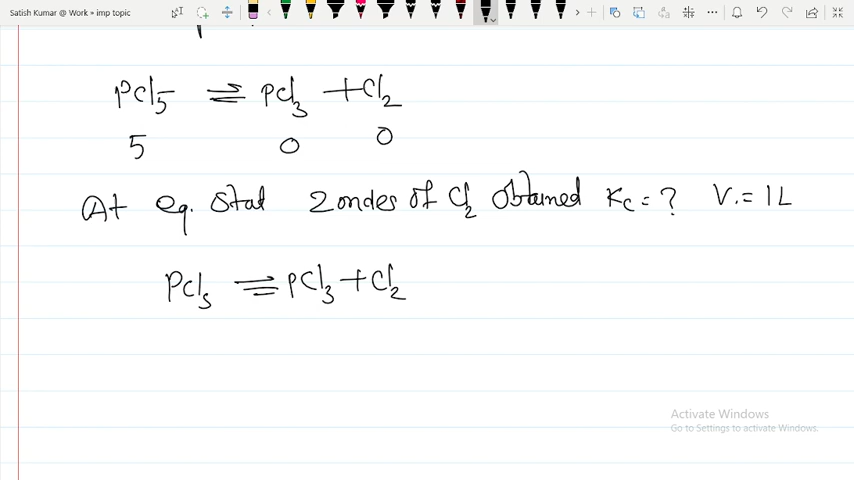 Satish Kumar @ Work » imp topic
PCl5 ⇌ PCl3 + Cl2
5 0 0
At eq. Stat 2 moles of Cl2 obtained Kc = ? V. = 1L
PCl5 ⇌ PCl3 + Cl2
Activate Windows
Go to Settings to activate Windows.